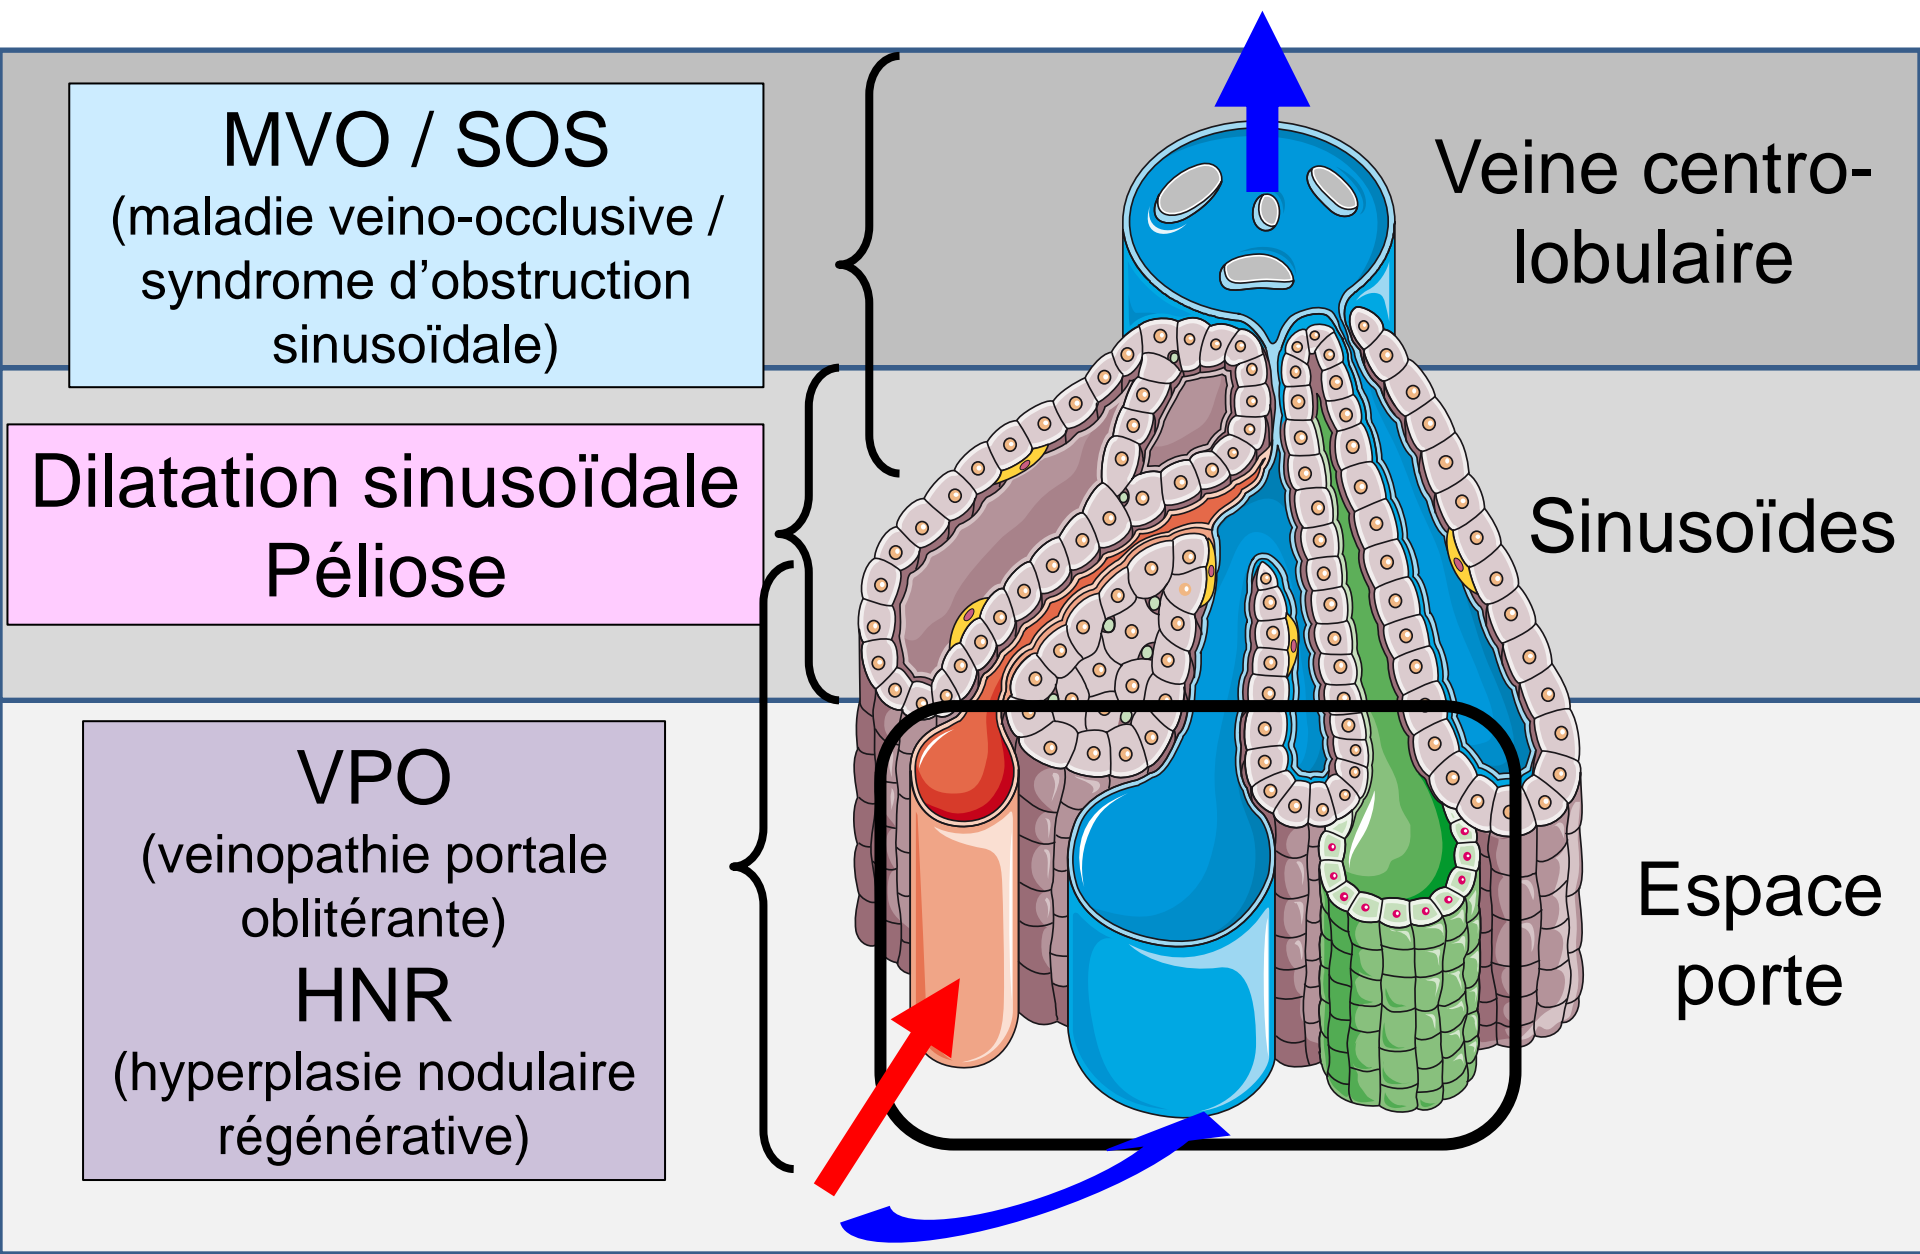 MVO / SOS
(maladie veino-occlusive /
syndrome d’obstruction
sinusoïdale)
Veine centro-
lobulaire
Dilatation sinusoïdale
Péliose
Sinusoïdes
VPO
(veinopathie portale
oblitérante)
HNR
(hyperplasie nodulaire
régénérative)
Espace
porte